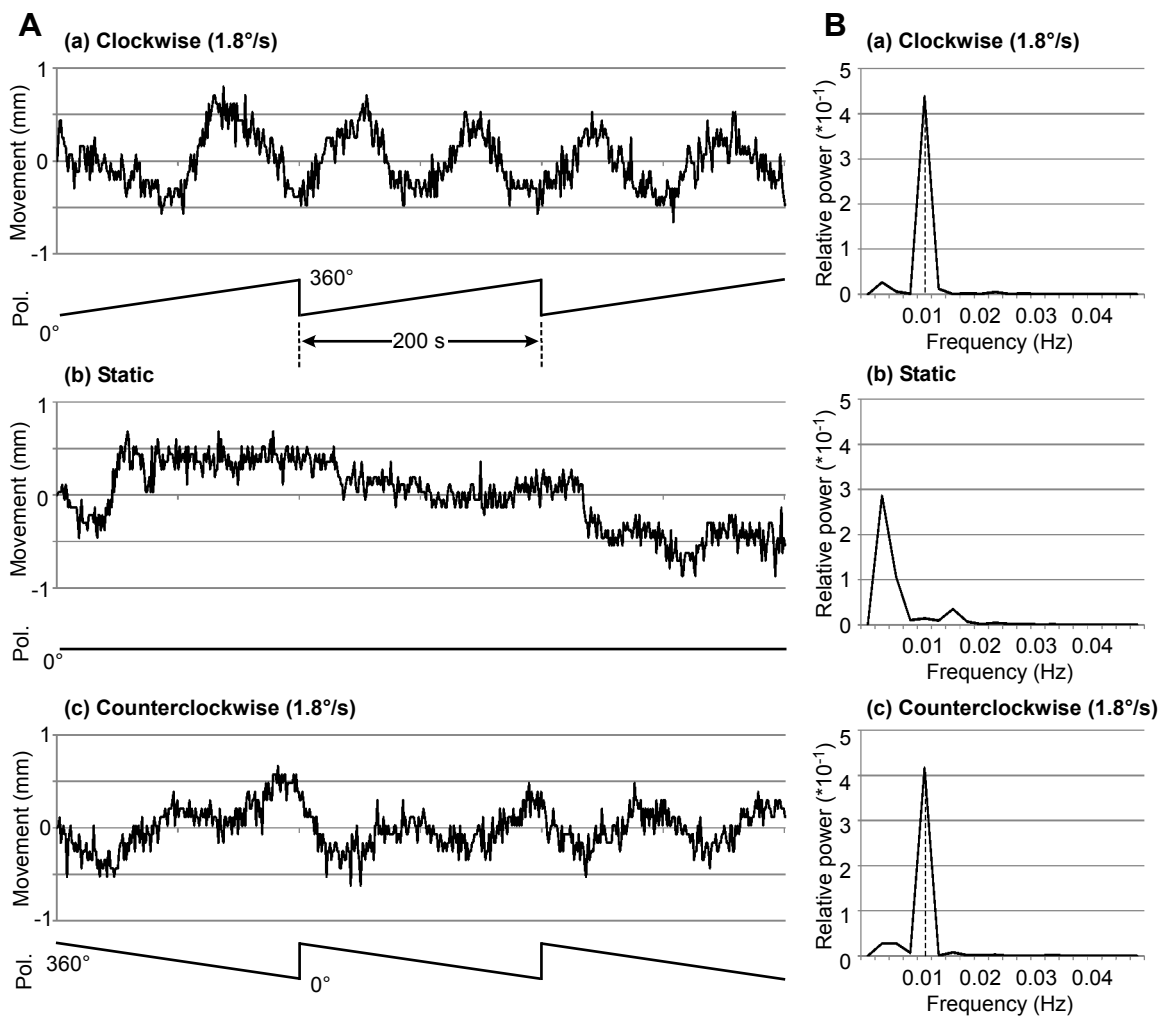 A
(a) Clockwise (1.8°/s)
Movement (mm)
1
0
-1
Pol.
0°
360°
200 s
(b) Static
Movement (mm)
1
0
-1
Pol.
0°
(c) Counterclockwise (1.8°/s)
Movement (mm)
1
0
-1
Pol.
360°
0°
B
(a) Clockwise (1.8°/s)
Relative power (*10-1)
5
4
3
2
1
0
0.01 0.02 0.03 0.04
Frequency (Hz)
(b) Static
Relative power (*10-1)
5
4
3
2
1
0
0.01 0.02 0.03 0.04
Frequency (Hz)
(c) Counterclockwise (1.8°/s)
Relative power (*10-1)
5
4
3
2
1
0
0.01 0.02 0.03 0.04
Frequency (Hz)